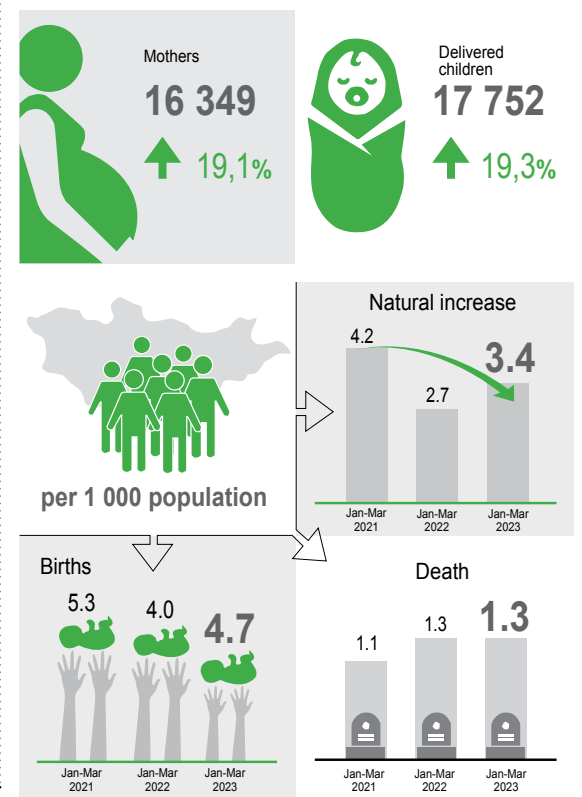 Mothers
16 349
19,1%
Delivered
children
17 752
19,3%
per 1 000 population
Natural increase
4.2
2.7
3.4
Jan-Mar
2021
Jan-Mar
2022
Jan-Mar
2023
Births
5.3
4.0
4.7
Jan-Mar
2021
Jan-Mar
2022
Jan-Mar
2023
Death
1.1
1.3
1.3
Jan-Mar
2021
Jan-Mar
2022
Jan-Mar
2023